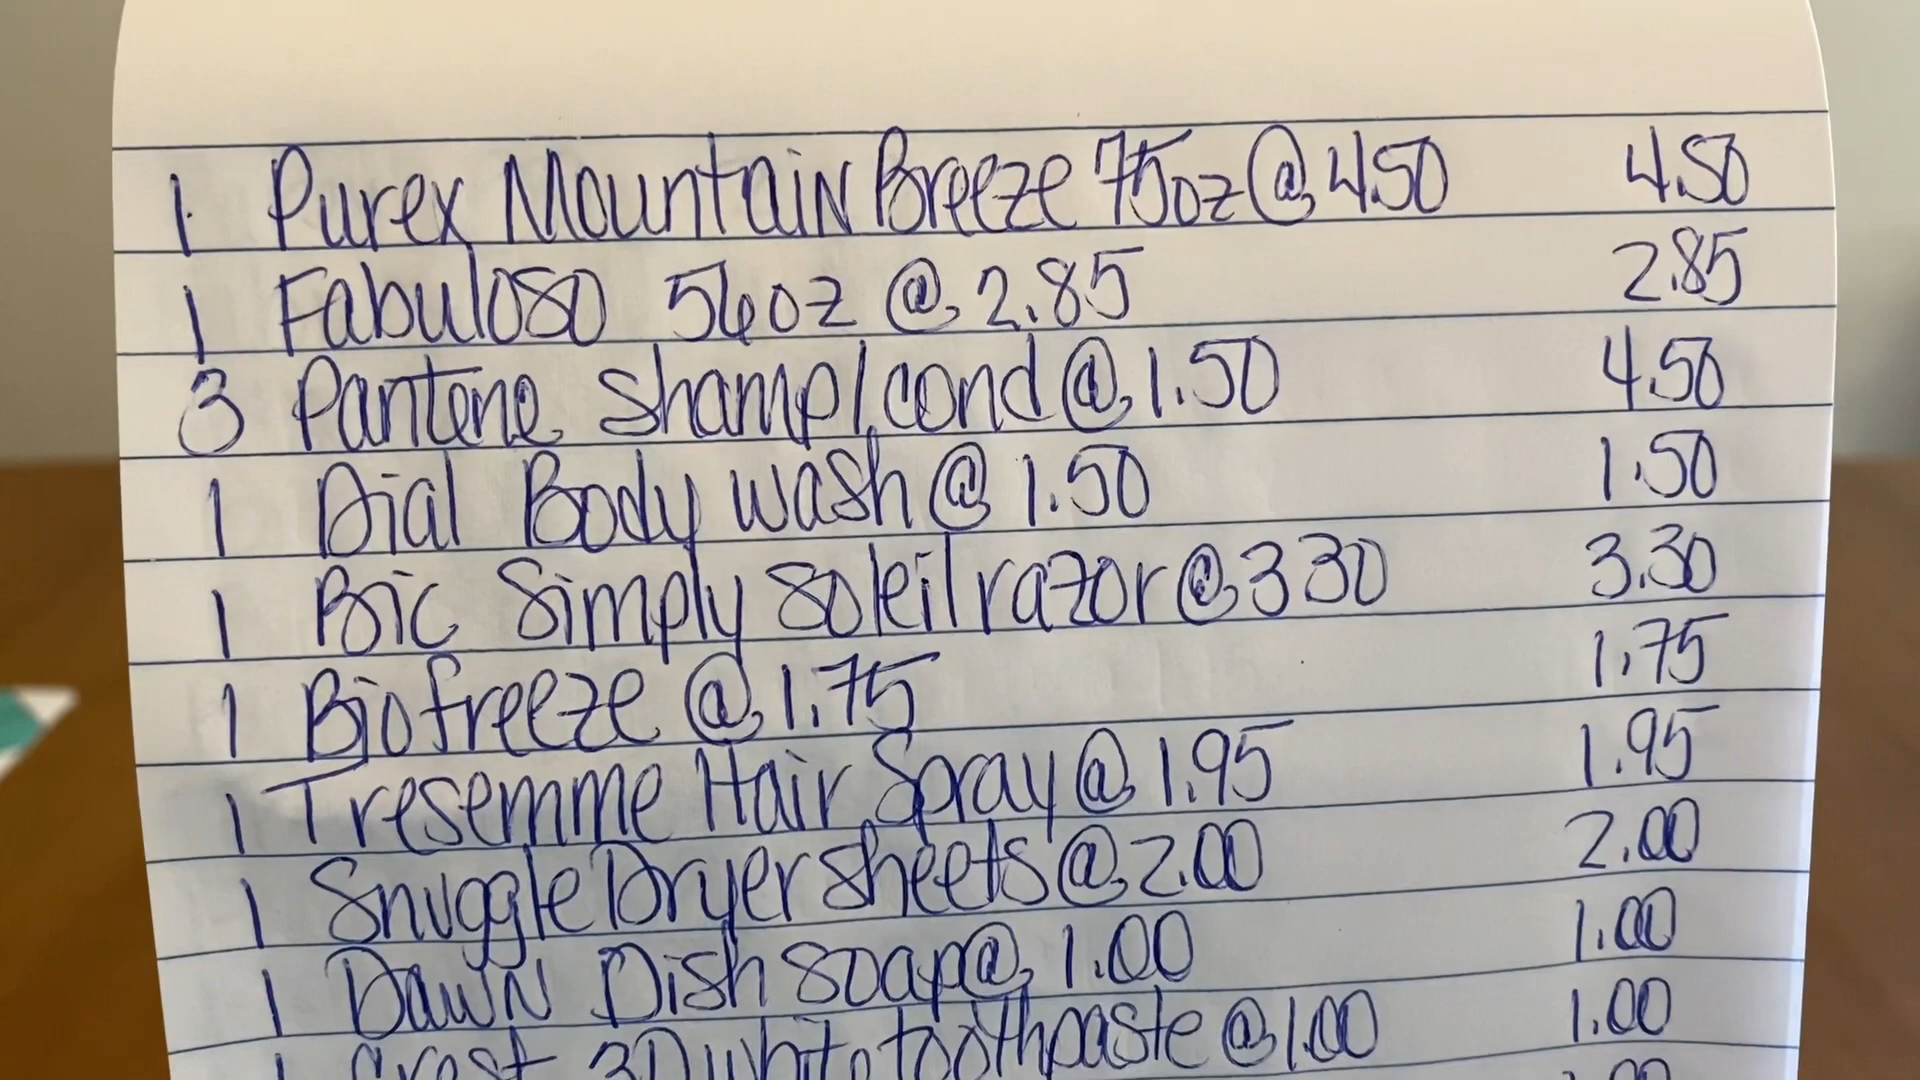 1 Purex Mountain Breeze 75oz @ 4.50 4.50
1 Fabuloso 56oz @ 2.85 2.85
3 Pantene shamp/cond @ 1.50 4.50
1 Dial Body wash @ 1.50 1.50
1 Bic Simply Soleil razor @ 3.30 3.30
1 Biofreeze @ 1.75 1.75
1 Tresemme Hair Spray @ 1.95 1.95
1 Snuggle Dryer sheets @ 2.00 2.00
1 Dawn Dish soap @ 1.00 1.00
1 Crest 3D white toothpaste @ 1.00 1.00